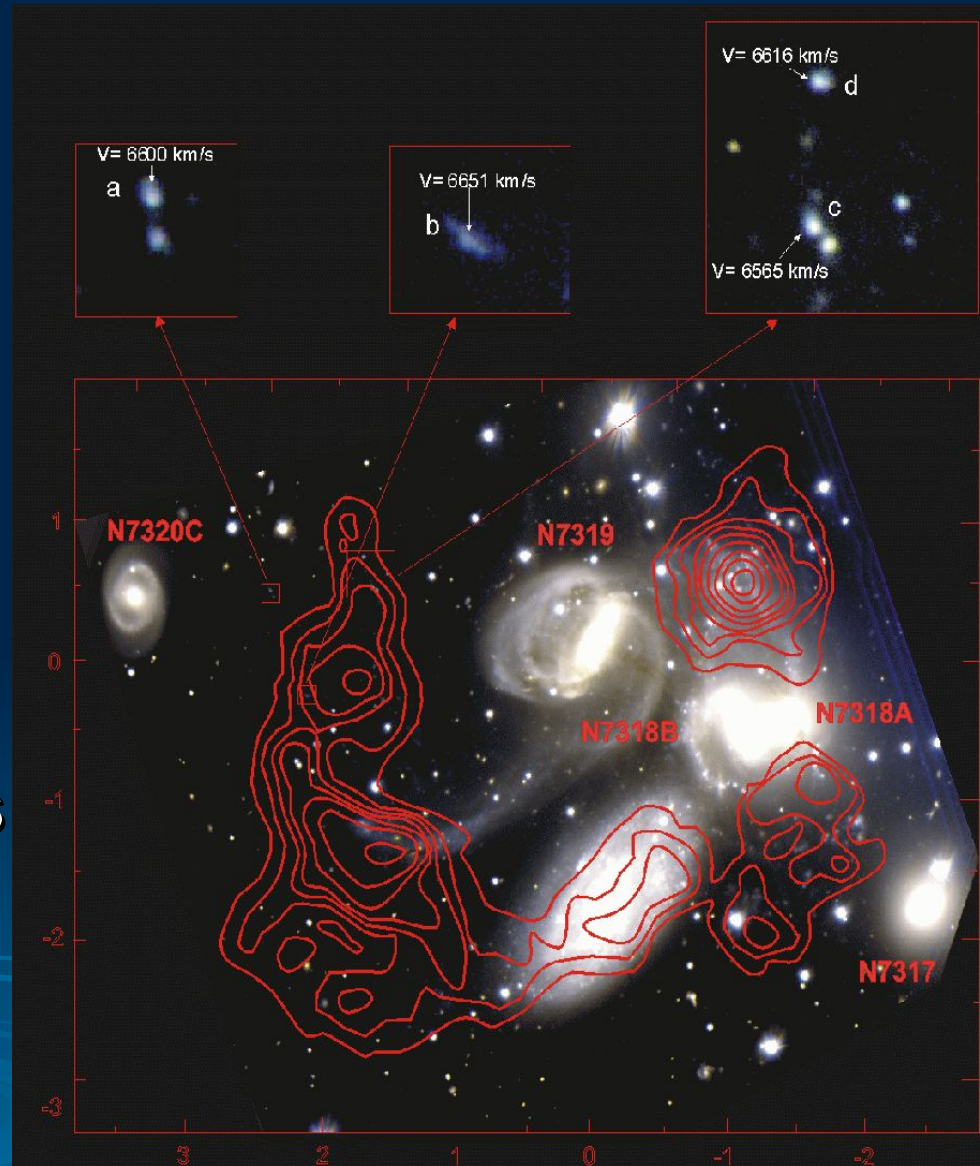 V= 6616 km/s
d
V= 6600 km/s
a
V= 6651 km/s
b
c
V= 6565 km/s
N7320C
N7319
N7318B
N7318A
N7317
1
0
-1
-2
-3
3
2
1
0
-1
-2